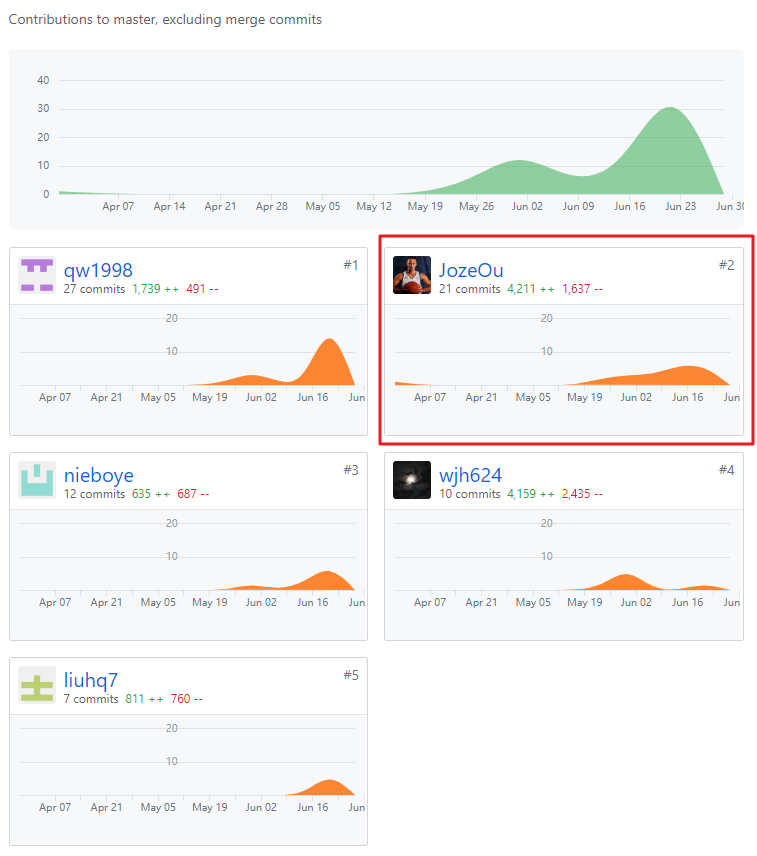 Contributions to master, excluding merge commits
40
30
20
10
0
Apr 07 Apr 14 Apr 21 Apr 28 May 05 May 12 May 19 May 26 Jun 02 Jun 09 Jun 16 Jun 23 Jun 30
qw1998 #1
27 commits 1,739 ++ 491 --
20
10
Apr 07 Apr 21 May 05 May 19 Jun 02 Jun 16 Jun
JozeOu #2
21 commits 4,211 ++ 1,637 --
20
10
Apr 07 Apr 21 May 05 May 19 Jun 02 Jun 16 Jun
nieboye #3
12 commits 635 ++ 687 --
20
10
Apr 07 Apr 21 May 05 May 19 Jun 02 Jun 16 Jun
wjh624 #4
10 commits 4,159 ++ 2,435 --
20
10
Apr 07 Apr 21 May 05 May 19 Jun 02 Jun 16 Jun
liuhq7 #5
7 commits 811 ++ 760 --
20
10
Apr 07 Apr 21 May 05 May 19 Jun 02 Jun 16 Jun